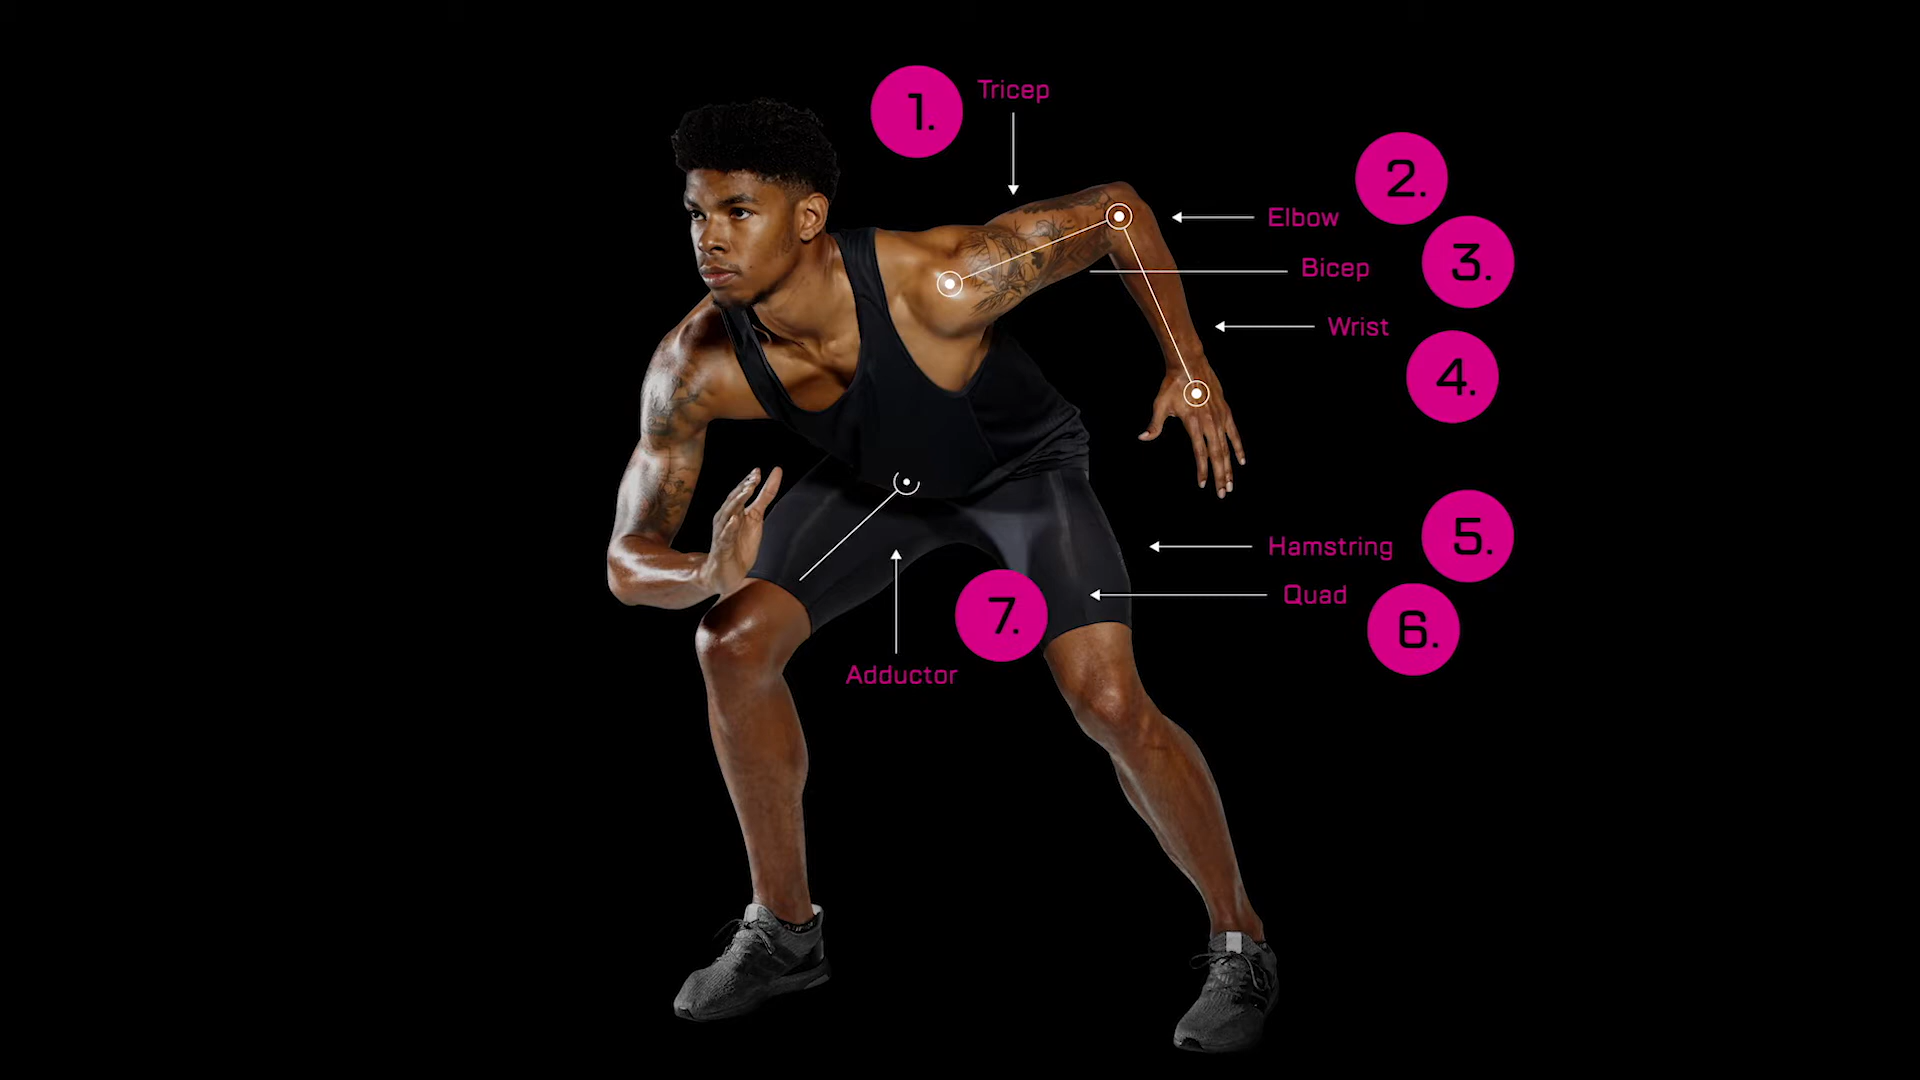 1.
Tricep
2.
Elbow
3.
Bicep
Wrist
4.
5.
Hamstring
Quad
6.
7.
Adductor